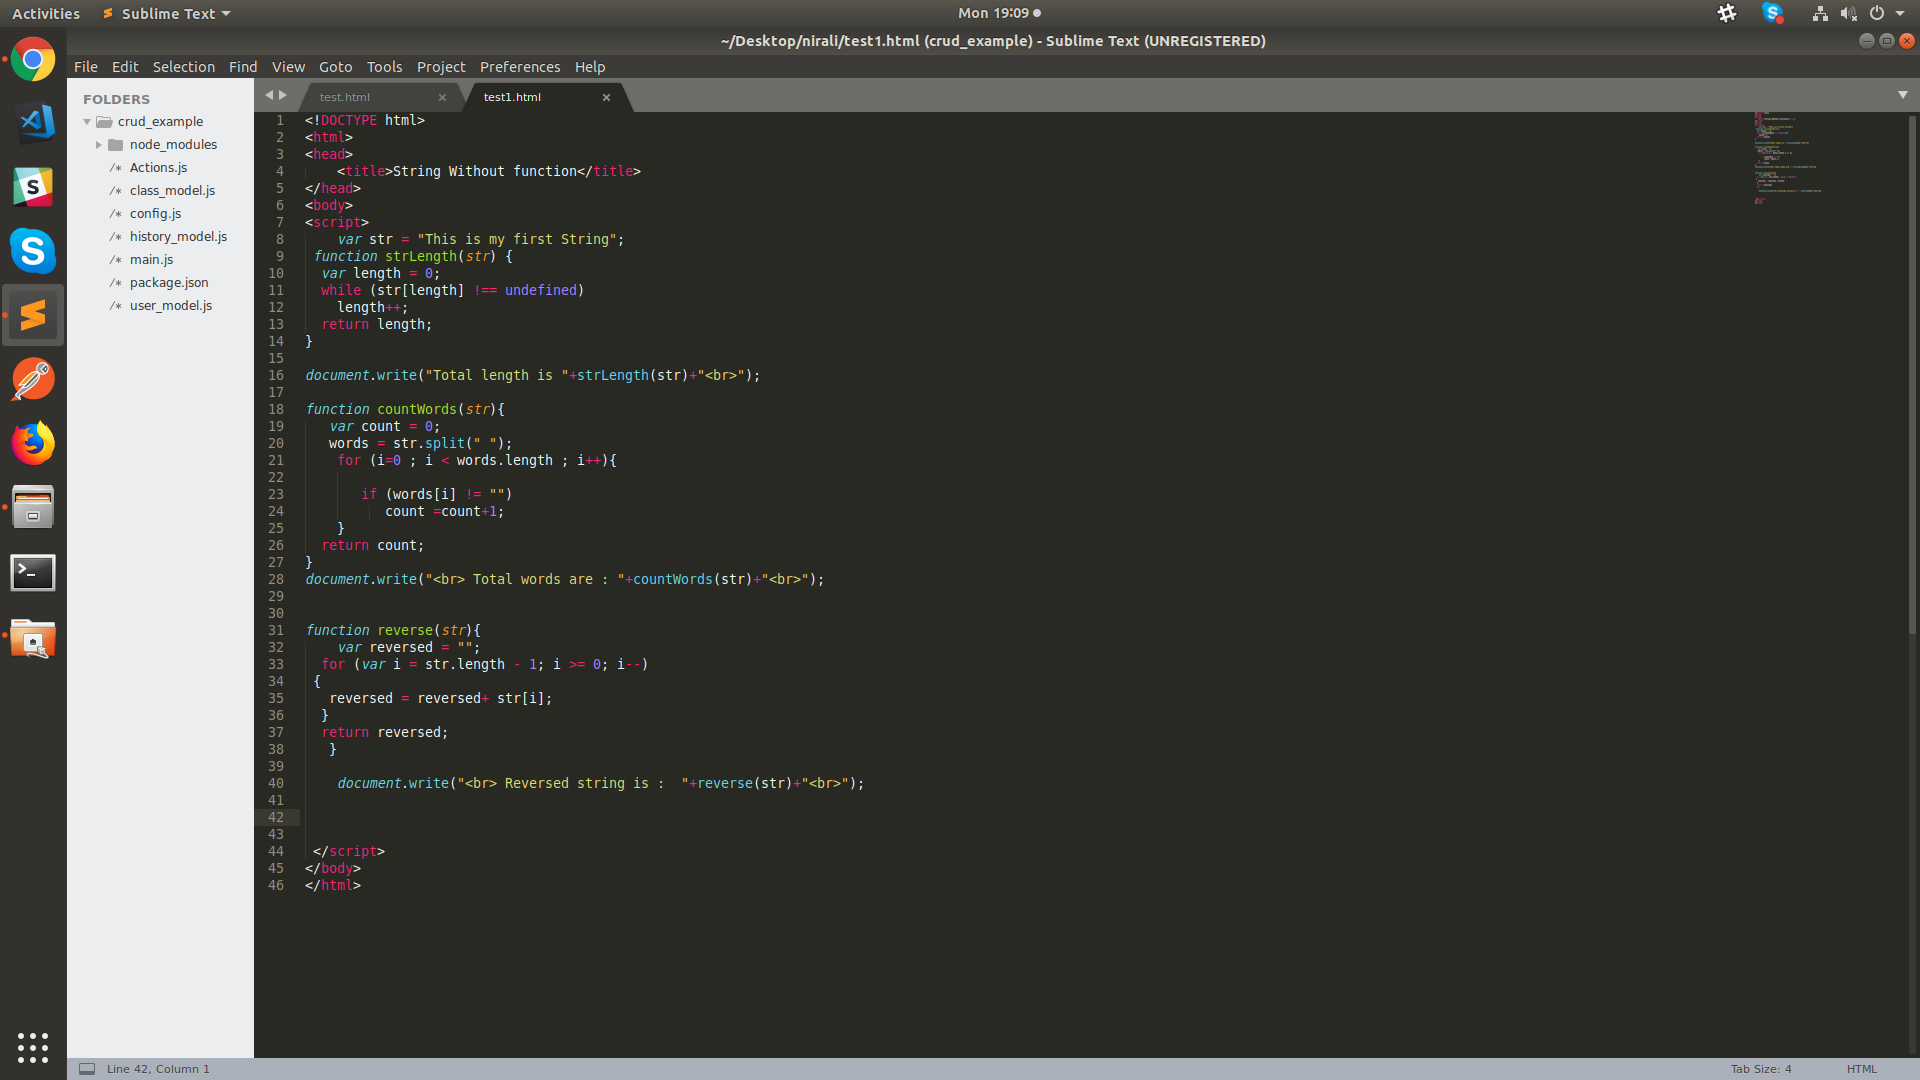 Activities Sublime Text Mon 19:09
~/Desktop/nirali/test1.html (crud_example) - Sublime Text (UNREGISTERED)
File Edit Selection Find View Goto Tools Project Preferences Help
FOLDERS
crud_example
node_modules
/* Actions.js
/* class_model.js
/* config.js
/* history_model.js
/* main.js
/* package.json
/* user_model.js
test.html × test1.html ×
1 <!DOCTYPE html>
2 <html>
3 <head>
4     <title>String Without function</title>
5 </head>
6 <body>
7 <script>
8     var str = "This is my first String";
9  function strLength(str) {
10   var length = 0;
11   while (str[length] !== undefined)
12     length++;
13   return length;
14 }
15
16 document.write("Total length is "+strLength(str)+"<br>");
17
18 function countWords(str){
19    var count = 0;
20    words = str.split(" ");
21     for (i=0 ; i < words.length ; i++){
22
23        if (words[i] != "")
24           count =count+1;
25     }
26   return count;
27 }
28 document.write("<br> Total words are : "+countWords(str)+"<br>");
29
30
31 function reverse(str){
32     var reversed = "";
33   for (var i = str.length - 1; i >= 0; i--)
34  {
35    reversed = reversed+ str[i];
36   }
37   return reversed;
38    }
39
40     document.write("<br> Reversed string is :  "+reverse(str)+"<br>");
41
42
43
44  </script>
45 </body>
46 </html>
Line 42, Column 1 Tab Size: 4 HTML